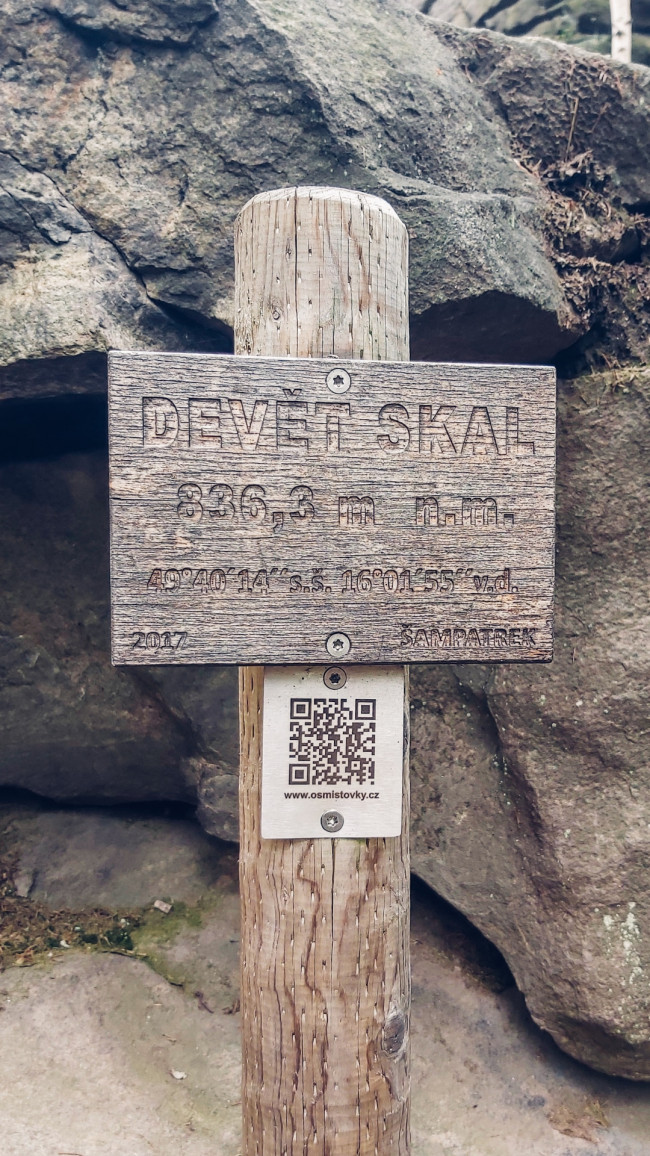 DEVĚT SKAL
836,3 m n.m.
49°40´14´´s.š. 16°01´55´´v.d.
2017 ŠAMPATREK
www.osmistovky.cz